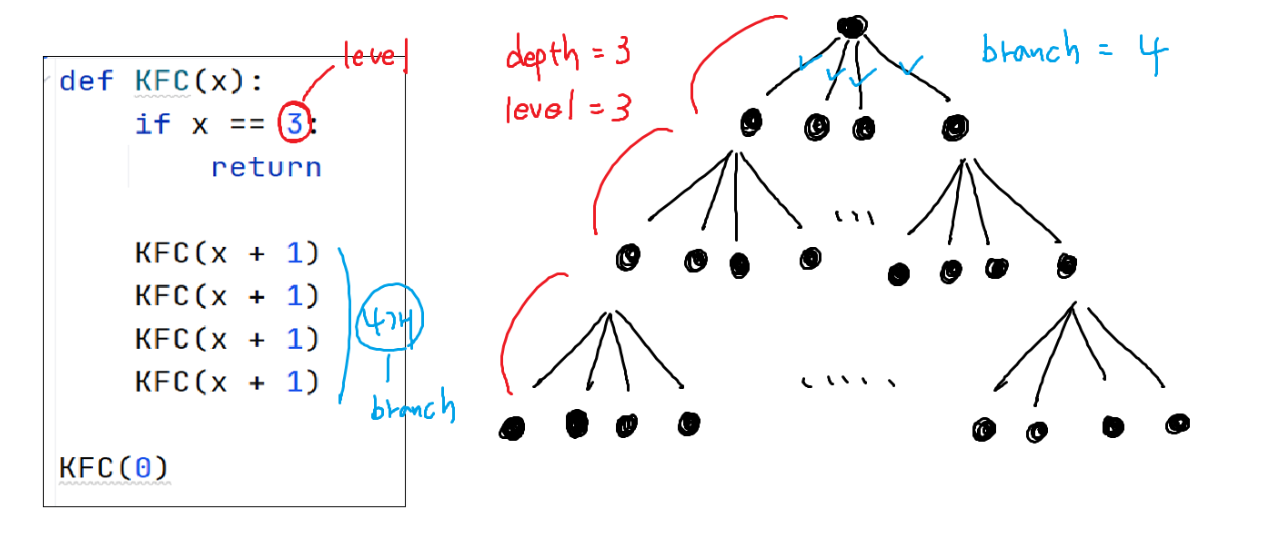 level
def KFC(x):
if x == 3:
return
KFC(x + 1)
KFC(x + 1)
KFC(x + 1)
KFC(x + 1)
4개
branch
KFC(0)
depth = 3
level = 3
branch = 4